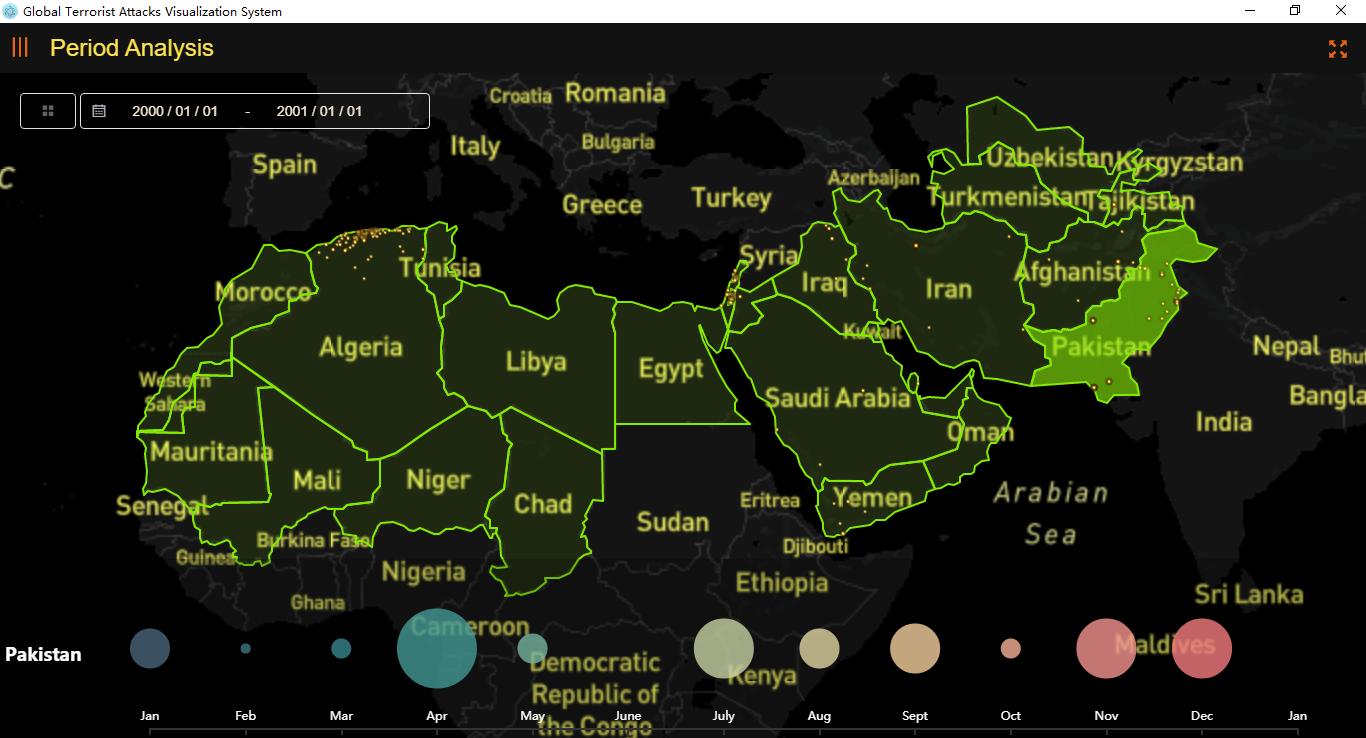 Global Terrorist Attacks Visualization System
Period Analysis
2000 / 01 / 01 - 2001 / 01 / 01
Croatia
Romania
Bulgaria
Italy
Spain
C
Greece
Turkey
Azerbaijan
Uzbekistan
Kyrgyzstan
Turkmenistan
Tajikistan
Syria
Tunisia
Morocco
Iraq
Iran
Afghanistan
Algeria
Libya
Egypt
Kuwait
Pakistan
Nepal
Bhut
Western
Sahara
Saudi Arabia
Bangla
India
Oman
Mauritania
Mali
Niger
Chad
Senegal
Sudan
Eritrea
Yemen
Arabian
Sea
Burkina Faso
Guinea
Djibouti
Nigeria
Ethiopia
Ghana
Sri Lanka
Cameroon
Maldives
Pakistan
Democratic
Republic of
the Congo
Kenya
Jan Feb Mar Apr May June July Aug Sept Oct Nov Dec Jan